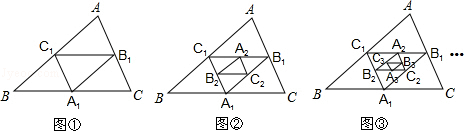 A
C₁
B₁
B
A₁
C
图①
A
C₁
A₂
B₁
B₂
C₂
B
A₁
C
图②
A
C₁
A₂
B₁
C₃
B₃
B₂
A₃
C₂
B
A₁
C
图③
…